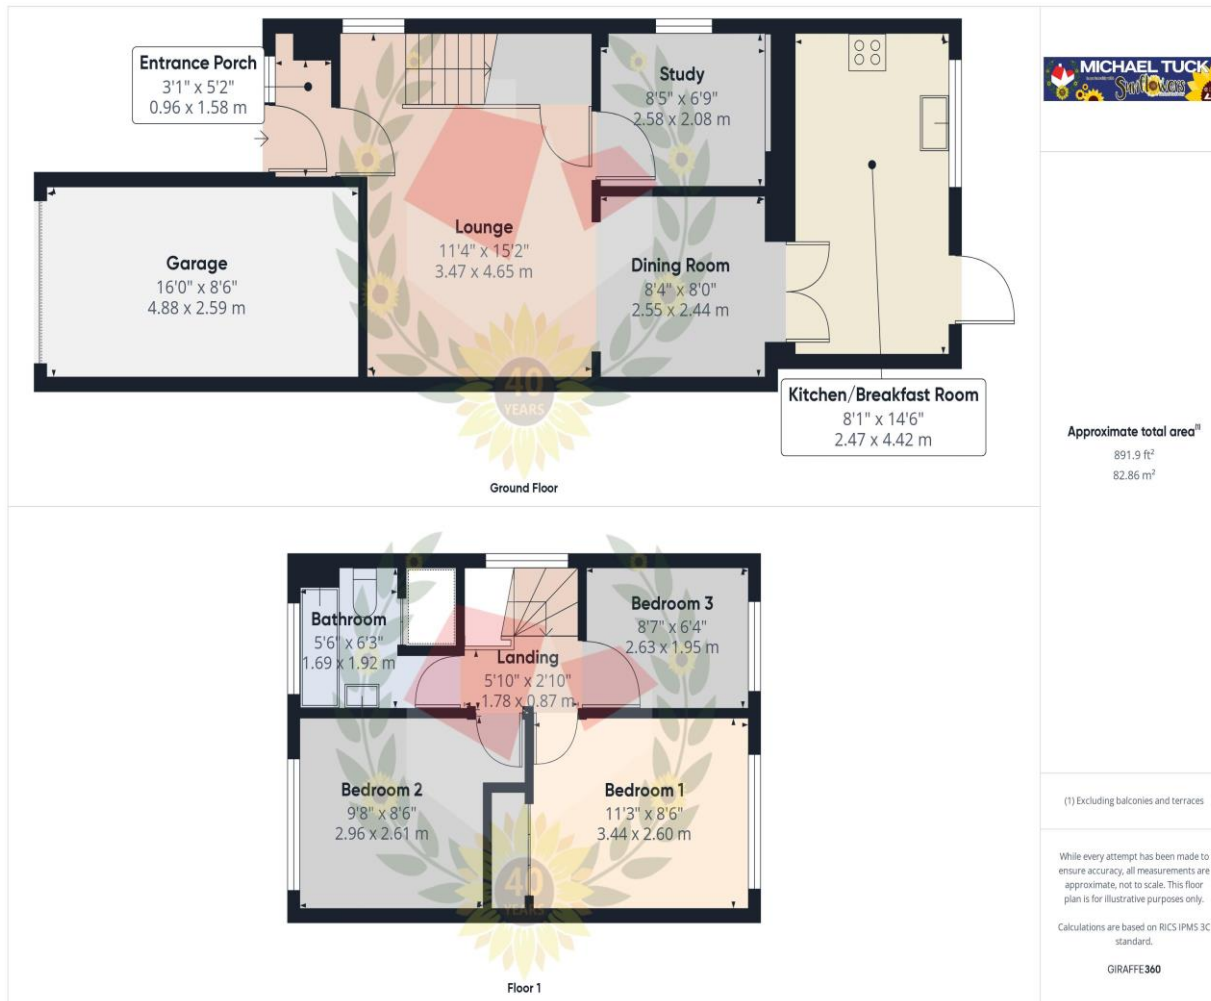 Entrance Porch
3'1" x 5'2"
0.96 x 1.58 m
Study
8'5" x 6'9"
2.58 x 2.08 m
Lounge
11'4" x 15'2"
3.47 x 4.65 m
Garage
16'0" x 8'6"
4.88 x 2.59 m
Dining Room
8'4" x 8'0"
2.55 x 2.44 m
Kitchen/Breakfast Room
8'1" x 14'6"
2.47 x 4.42 m
40
YEARS
Ground Floor
Bathroom
5'6" x 6'3"
1.69 x 1.92 m
Landing
5'10" x 2'10"
1.78 x 0.87 m
Bedroom 3
8'7" x 6'4"
2.63 x 1.95 m
Bedroom 2
9'8" x 8'6"
2.96 x 2.61 m
Bedroom 1
11'3" x 8'6"
3.44 x 2.60 m
40
YEARS
Floor 1
MICHAEL TUCK
Sunflowers
Approximate total area(1)
891.9 ft²
82.86 m²
(1) Excluding balconies and terraces
While every attempt has been made to
ensure accuracy, all measurements are
approximate, not to scale. This floor
plan is for illustrative purposes only.
Calculations are based on RICS IPMS 3C
standard.
GIRAFFE360